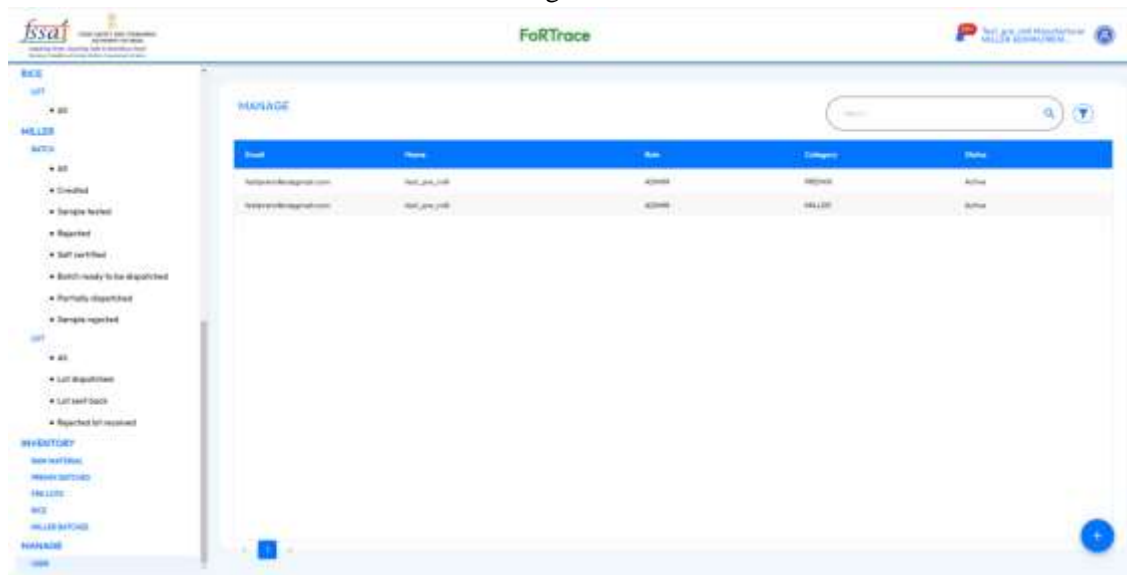 fssai
FoRTrace
RICE
LOT
All
MILLER
BATCH
All
Created
Sample tested
Rejected
Self certified
Batch ready to be dispatched
Partially dispatched
Sample rejected
LOT
All
Lot dispatched
Lot sent back
Rejected lot received
INVENTORY
RAW MATERIAL
PREMIX BATCHES
FRK LOTS
RICE
MILLER BATCHES
MANAGE
USER
MANAGE
Search
Email Name Role Category Status
ADMIN PREMIX Active
ADMIN MILLER Active
1
+